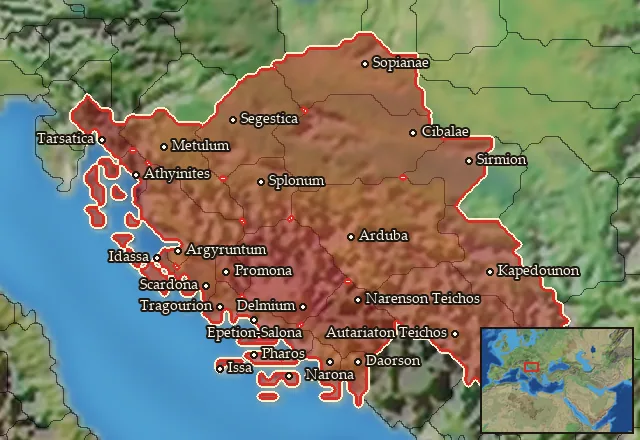 Sopianae
Segestica
Cibalae
Tarsatica
Metulum
Sirmion
Athyinites
Splonum
Arduba
Argyruntum
Idassa
Promona
Kapedounon
Scardona
Narenson Teichos
Tragourion
Delmium
Epetion-Salona
Autariaton Teichos
Pharos
Issa
Daorson
Narona